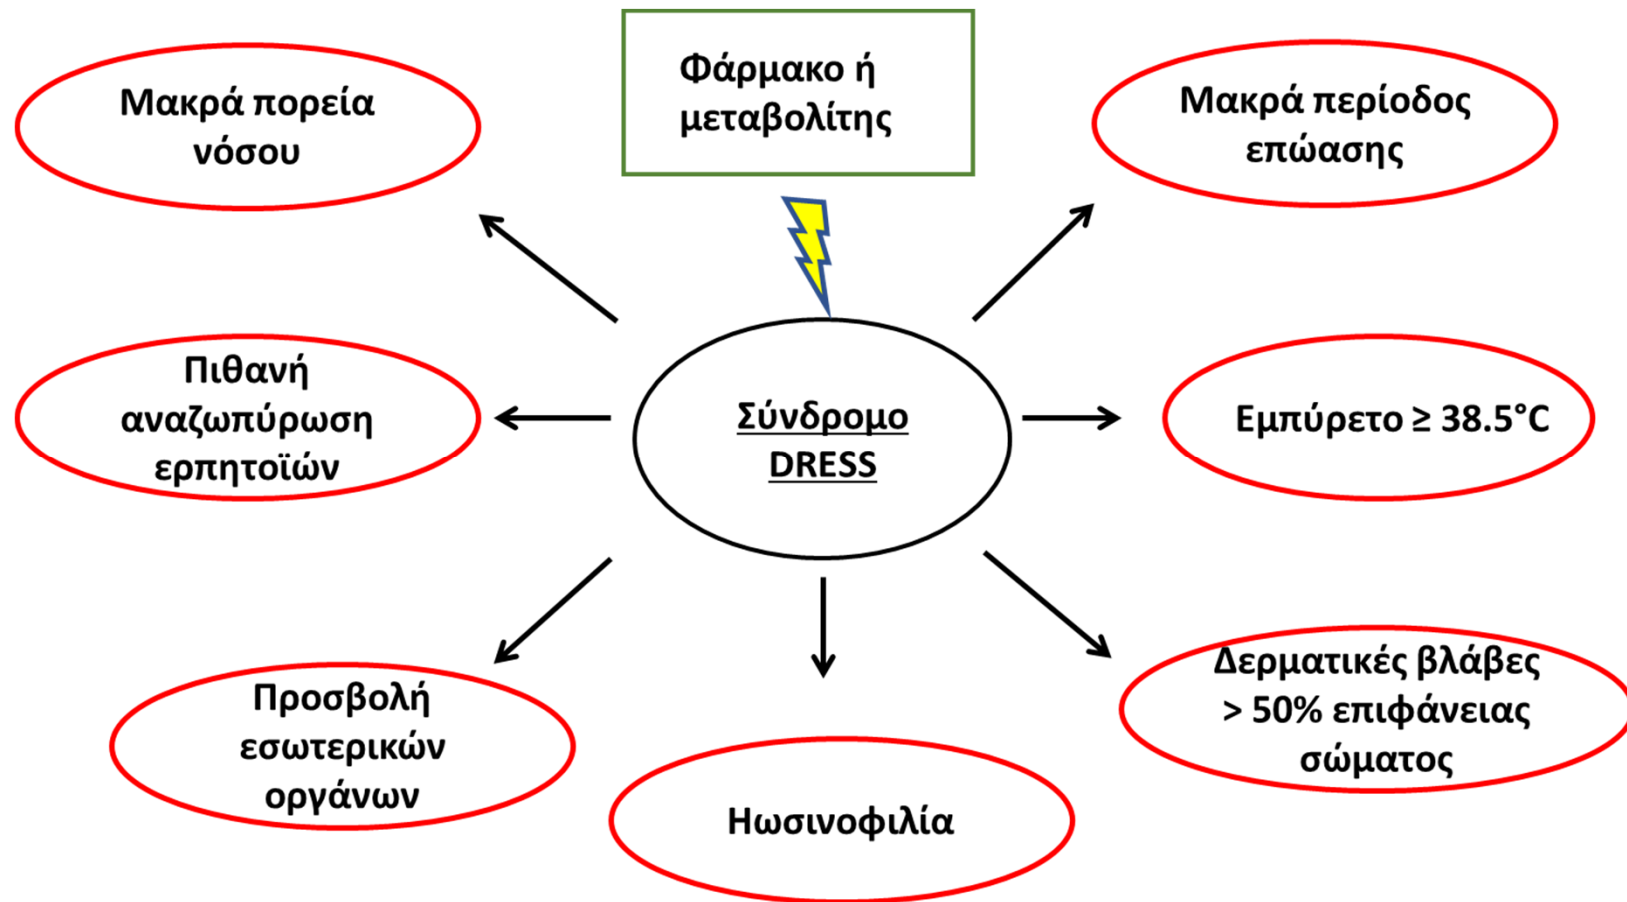 Φάρμακο ή
μεταβολίτης
Μακρά πορεία
νόσου
Μακρά περίοδος
επώασης
Πιθανή
αναζωπύρωση
ερπητοϊών
Σύνδρομο
DRESS
Εμπύρετο ≥ 38.5°C
Προσβολή
εσωτερικών
οργάνων
Ηωσινοφιλία
Δερματικές βλάβες
> 50% επιφάνειας
σώματος